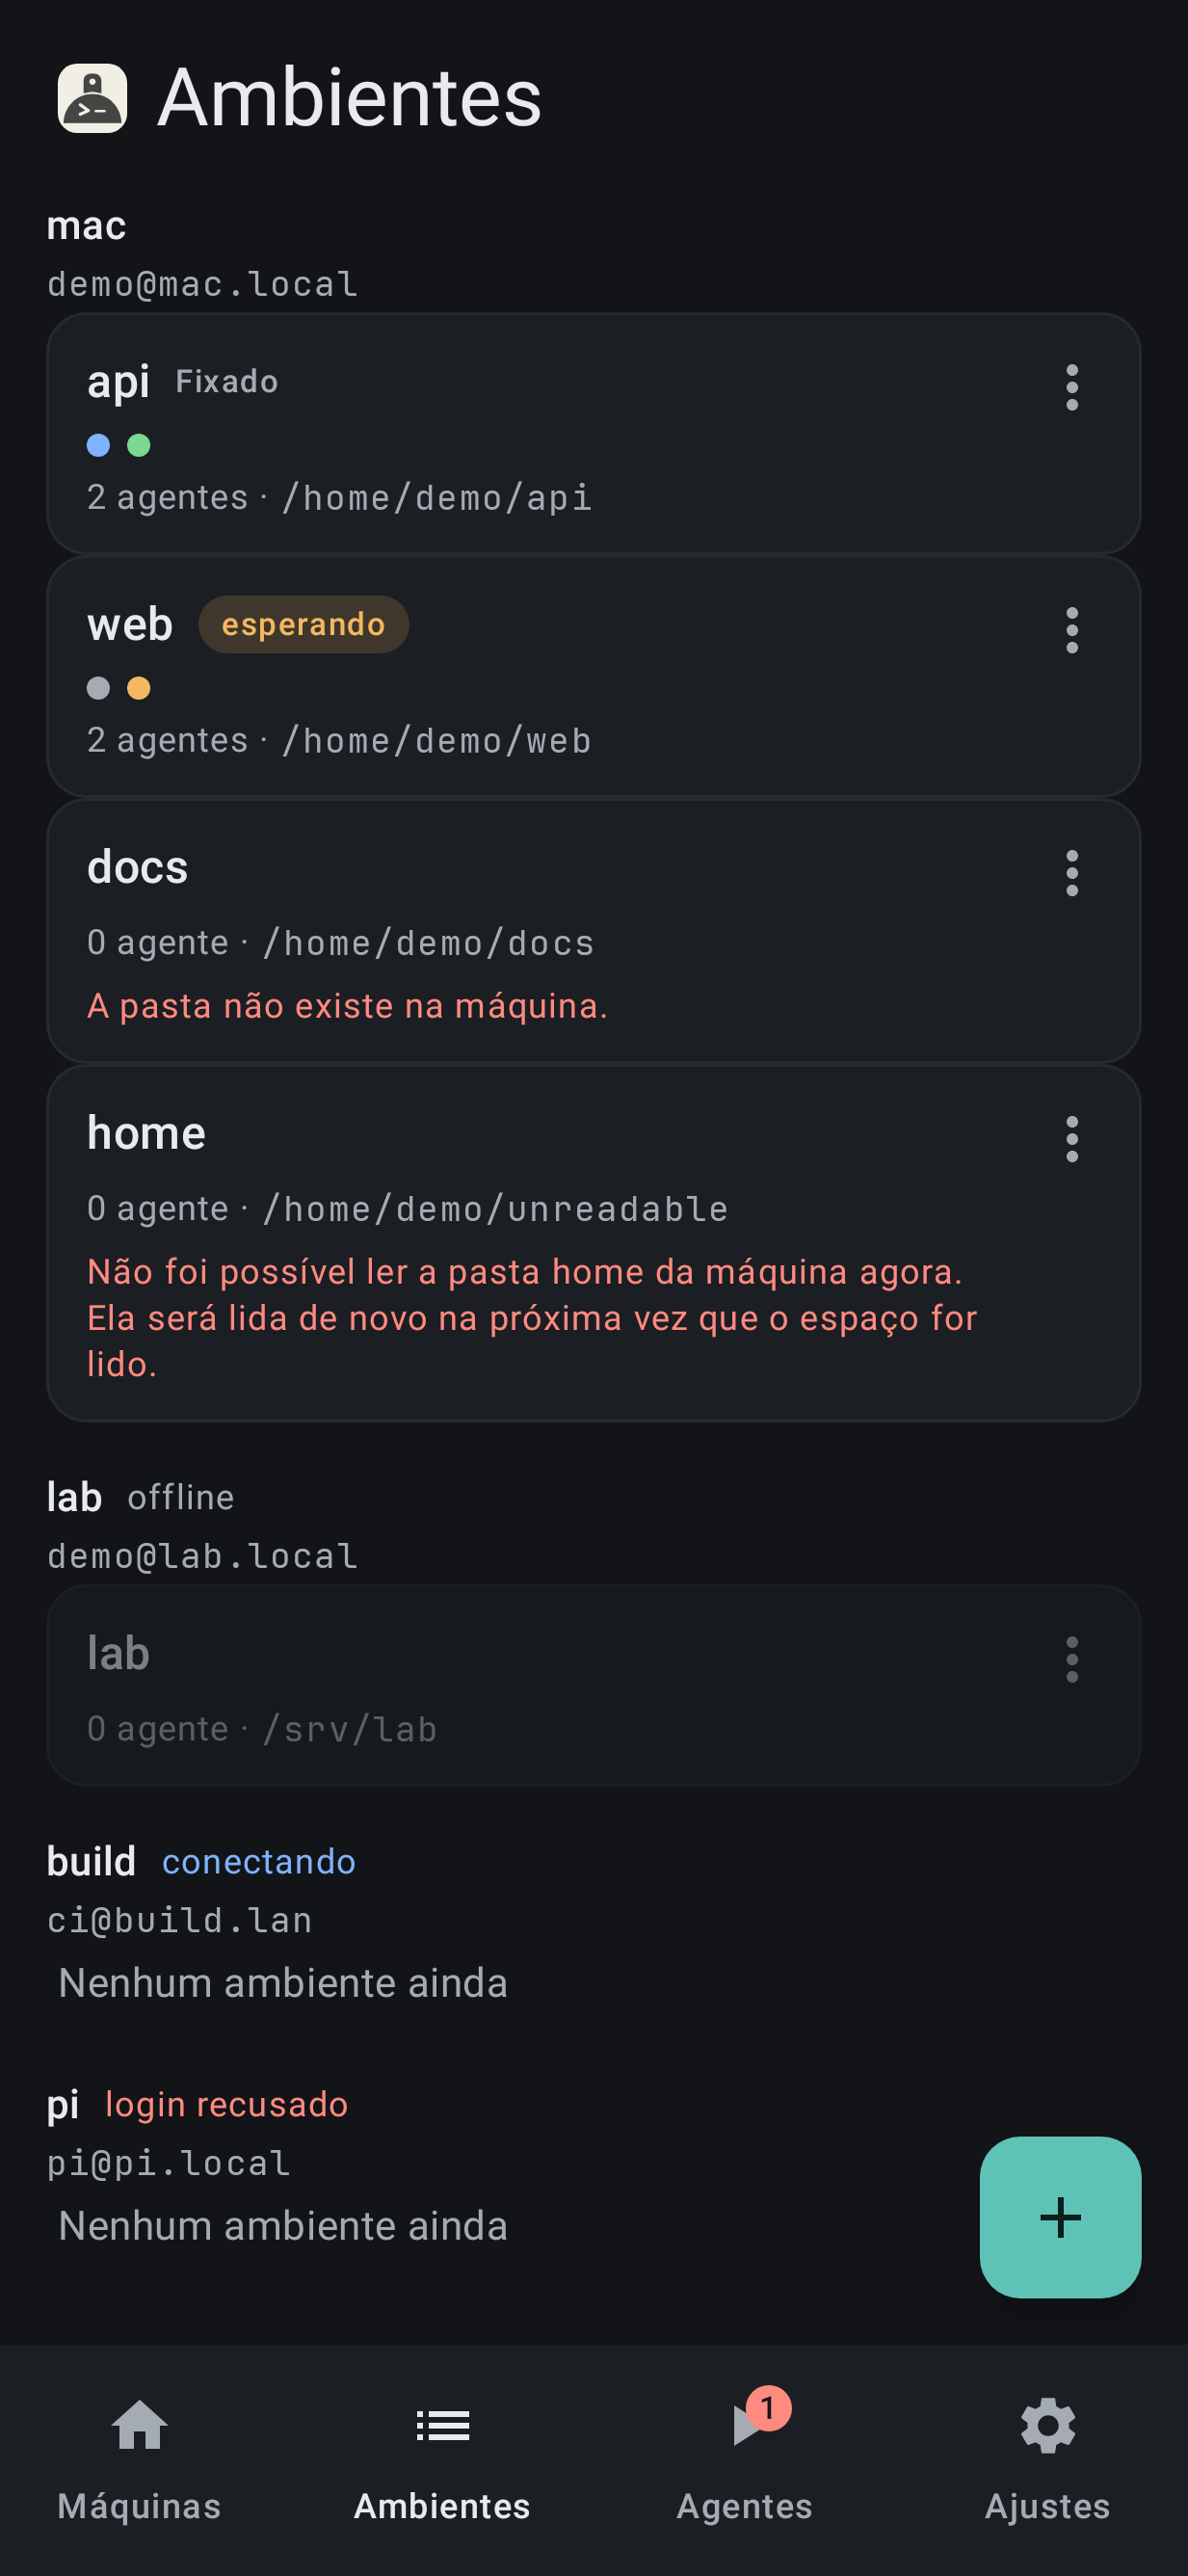 Ambientes
mac
demo@mac.local
api Fixado
2 agentes · /home/demo/api
web esperando
2 agentes · /home/demo/web
docs
0 agente · /home/demo/docs
A pasta não existe na máquina.
home
0 agente · /home/demo/unreadable
Não foi possível ler a pasta home da máquina agora.
Ela será lida de novo na próxima vez que o espaço for
lido.
lab offline
demo@lab.local
lab
0 agente · /srv/lab
build conectando
ci@build.lan
Nenhum ambiente ainda
pi login recusado
pi@pi.local
Nenhum ambiente ainda
1
Máquinas Ambientes Agentes Ajustes